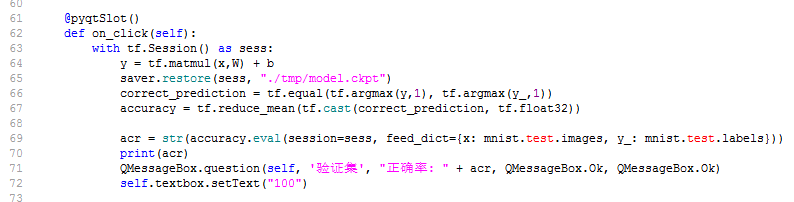 60
61 @pyqtSlot()
62 def on_click(self):
63 with tf.Session() as sess:
64 y = tf.matmul(x,W) + b
65 saver.restore(sess, "./tmp/model.ckpt")
66 correct_prediction = tf.equal(tf.argmax(y,1), tf.argmax(y_,1))
67 accuracy = tf.reduce_mean(tf.cast(correct_prediction, tf.float32))
68
69 acr = str(accuracy.eval(session=sess, feed_dict={x: mnist.test.images, y_: mnist.test.labels}))
70 print(acr)
71 QMessageBox.question(self, '验证集', "正确率: " + acr, QMessageBox.Ok, QMessageBox.Ok)
72 self.textbox.setText("100")
73